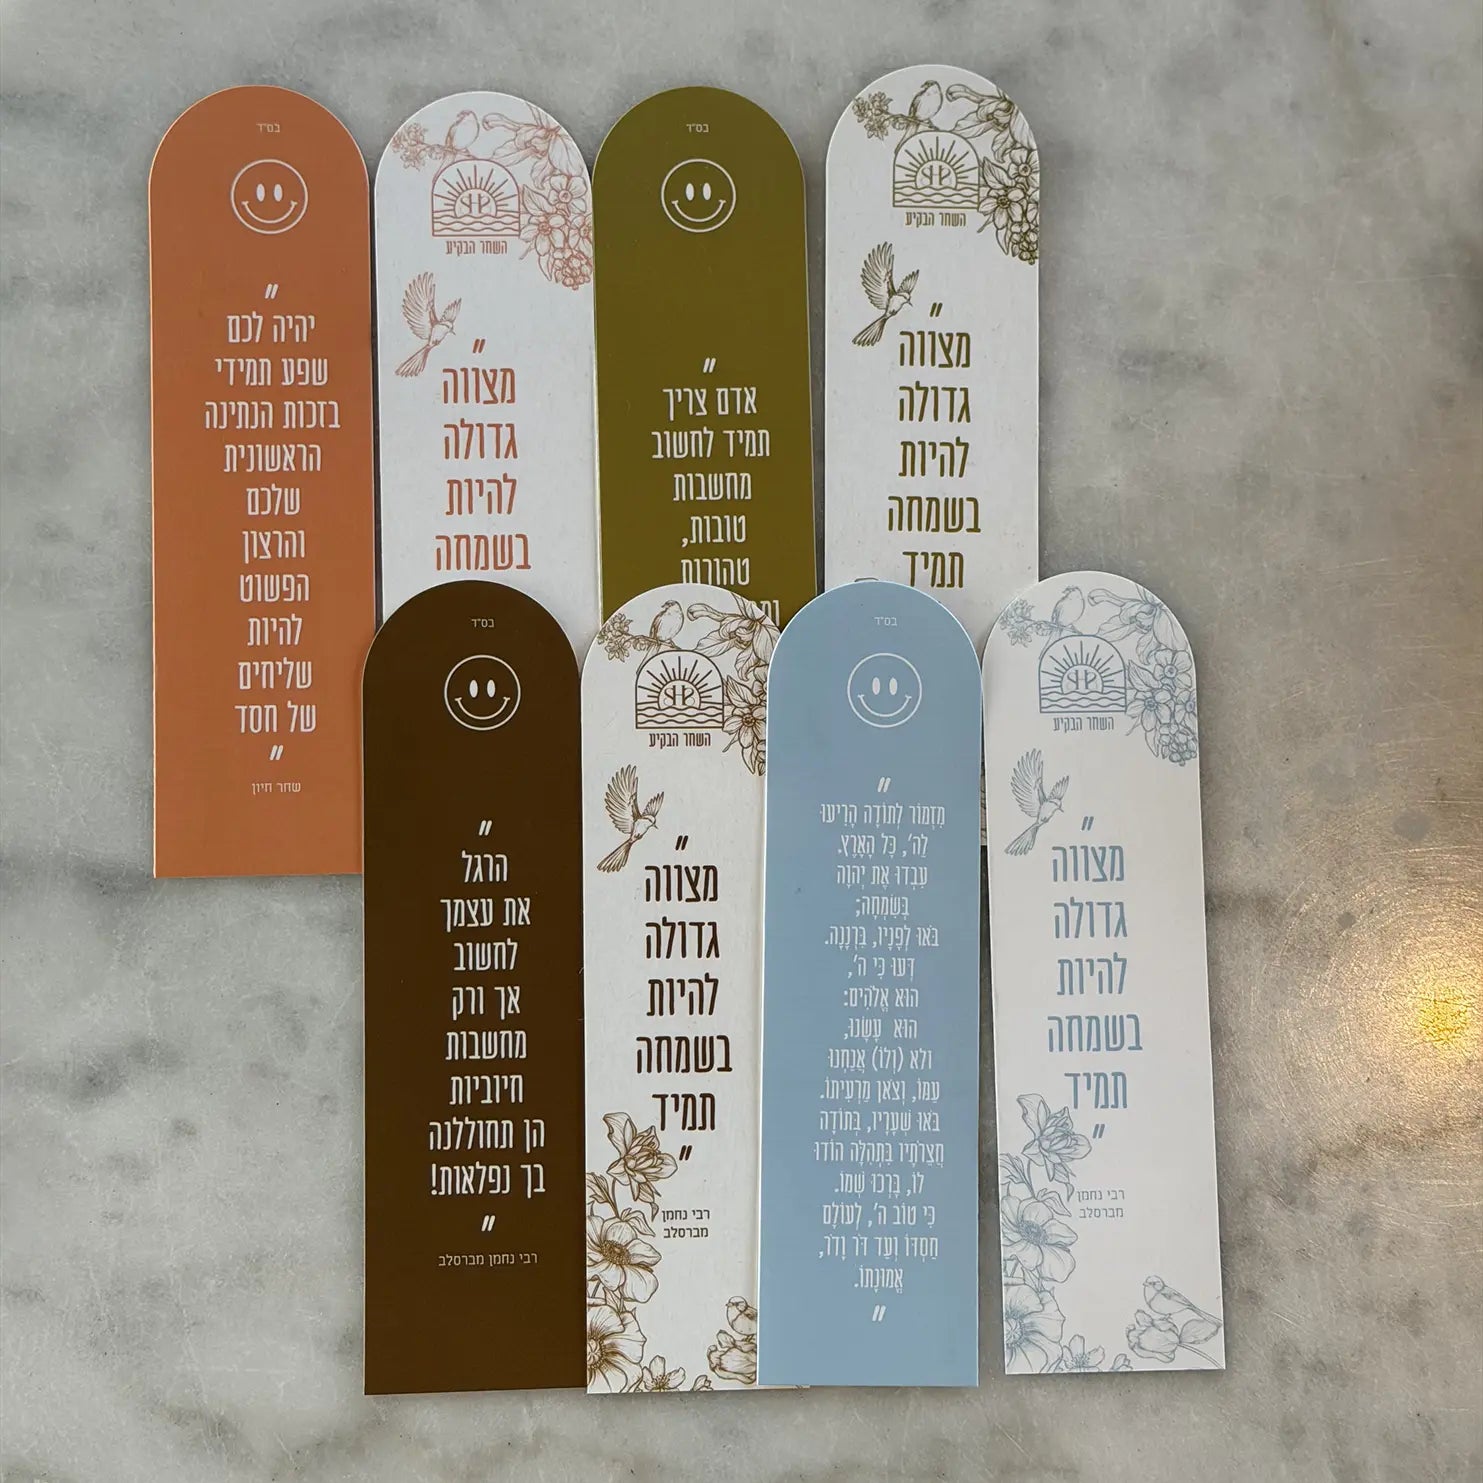 בס״ד
״
יהיה לכם
שפע תמידי
בזכות הנתינה
הראשונית
שלכם
והרצון
הפשוט
להיות
שליחים
של חסד
״
שחר חיון
השחר הבקיע
״
מצווה
גדולה
להיות
בשמחה
בס״ד
״
אדם צריך
תמיד לחשוב
מחשבות
טובות,
טהורות
השחר הבקיע
״
מצווה
גדולה
להיות
בשמחה
תמיד
בס״ד
״
הרגל
את עצמך
לחשוב
אך ורק
מחשבות
חיוביות
הן תחוללנה
בך נפלאות!
״
רבי נחמן מברסלב
השחר הבקיע
״
מצווה
גדולה
להיות
בשמחה
תמיד
״
רבי נחמן
מברסלב
בס״ד
״
מִזְמוֹר לְתוֹדָה הָרִיעוּ
לַה׳, כָּל הָאָרֶץ.
עִבְדוּ אֶת יְהוָה
בְּשִׂמְחָה;
בֹּאוּ לְפָנָיו, בִּרְנָנָה.
דְּעוּ כִּי ה׳,
הוּא אֱלֹהִים:
הוּא עָשָׂנוּ,
ולא (וְלוֹ) אֲנַחְנוּ
עַמּוֹ, וְצֹאן מַרְעִיתוֹ.
בֹּאוּ שְׁעָרָיו, בְּתוֹדָה
חֲצֵרֹתָיו בִּתְהִלָּה הוֹדוּ
לוֹ, בָּרְכוּ שְׁמוֹ.
כִּי טוֹב ה׳, לְעוֹלָם
חַסְדּוֹ וְעַד דֹּר וָדֹר,
אֱמוּנָתוֹ.
״
השחר הבקיע
״
מצווה
גדולה
להיות
בשמחה
תמיד
״
רבי נחמן
מברסלב